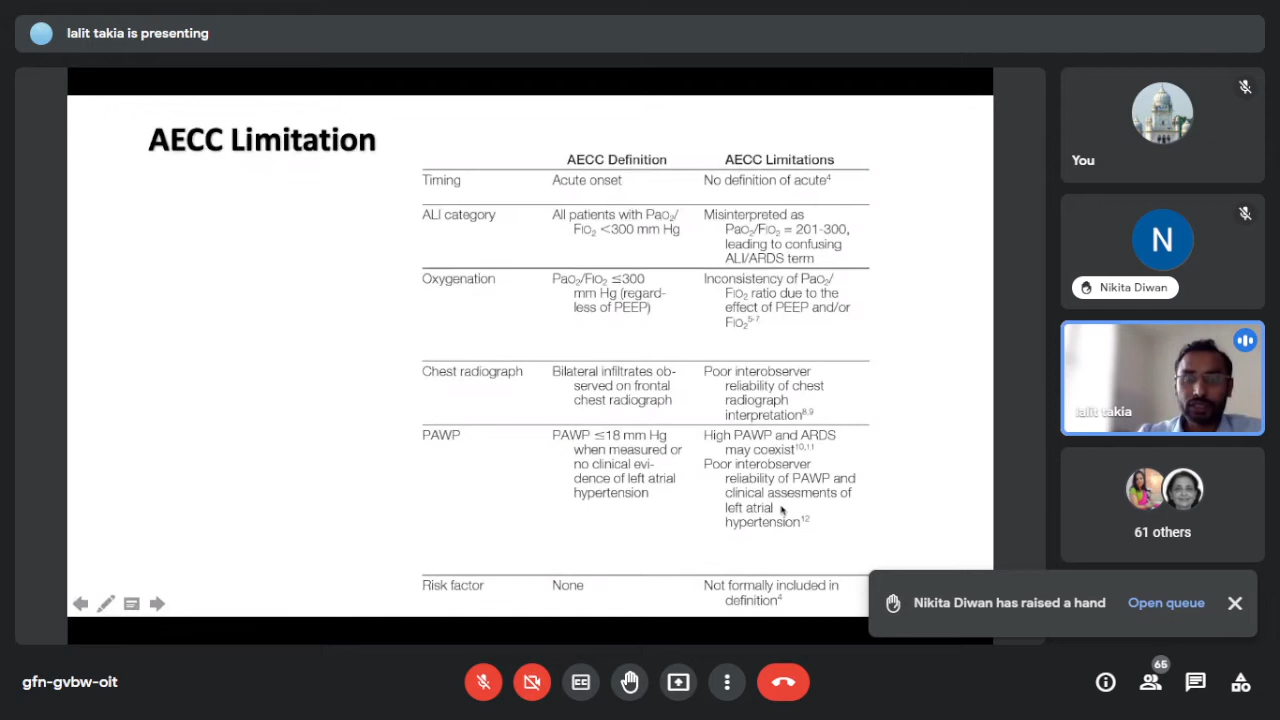 lalit takia is presenting
AECC Limitation
AECC Definition AECC Limitations
Timing Acute onset No definition of acute⁴
ALI category All patients with PaO₂/ Misinterpreted as
FIO₂ <300 mm Hg PaO₂/FIO₂ = 201-300,
leading to confusing
ALI/ARDS term
Oxygenation PaO₂/FIO₂ ≤300 Inconsistency of PaO₂/
mm Hg (regard- FIO₂ ratio due to the
less of PEEP) effect of PEEP and/or
FIO₂⁵⁻⁷
Chest radiograph Bilateral infiltrates ob- Poor interobserver
served on frontal reliability of chest
chest radiograph radiograph
interpretation⁸,⁹
PAWP PAWP ≤18 mm Hg High PAWP and ARDS
when measured or may coexist¹⁰,¹¹
no clinical evi- Poor interobserver
dence of left atrial reliability of PAWP and
hypertension clinical assesments of
left atrial
hypertension¹²
Risk factor None Not formally included in
definition⁴
You
N
Nikita Diwan
lalit takia
61 others
Nikita Diwan has raised a hand Open queue
gfn-gvbw-oit
CC
65